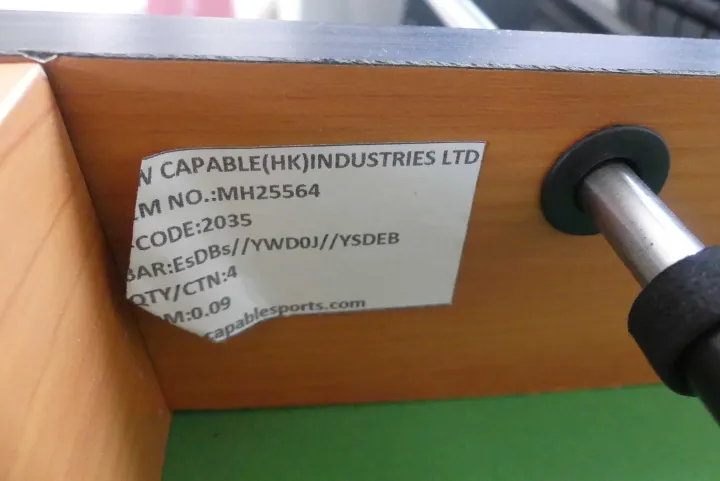 W CAPABLE(HK)INDUSTRIES LTD
EM NO.:MH25564
-CODE:2035
BAR:EsDBs//YWD0J//YSDEB
QTY/CTN:4
M:0.09
capablesports.com